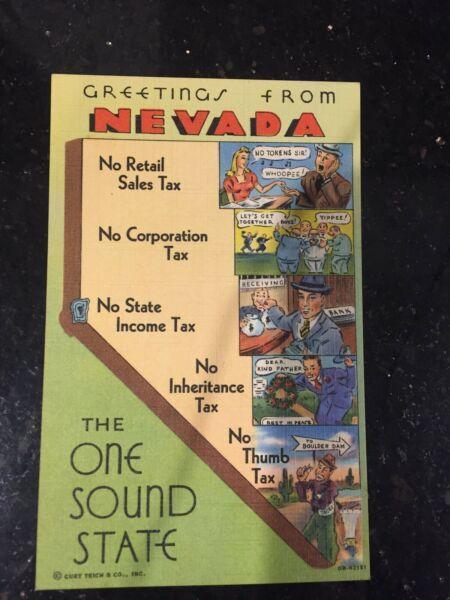 GREETINGS FROM
NEVADA
No Retail
Sales Tax
NO TOKENS SIR!
WHOOPEE!
No Corporation
Tax
LET'S GET
TOGETHER BOYS!
YIPPEE!
No State
Income Tax
RECEIVING
BANK
No
Inheritance
Tax
DEAR,
KIND FATHER
REST IN PEACE
No
Thumb
Tax
TO
BOULDER DAM
THE
ONE
SOUND
STATE
© CURT TEICH & CO., INC.